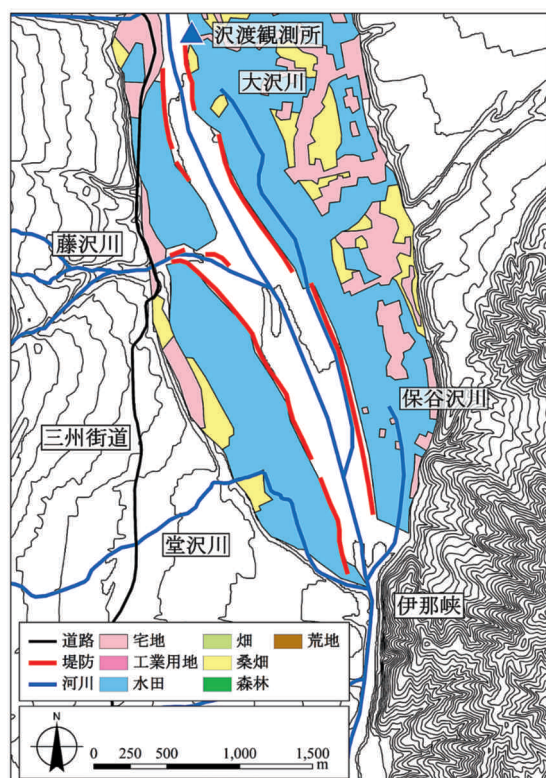 沢渡観測所
大沢川
藤沢川
保谷沢川
三州街道
堂沢川
伊那峡
道路
宅地
畑
荒地
堤防
工業用地
桑畑
河川
水田
森林
N
0 250 500 1,000 1,500
m